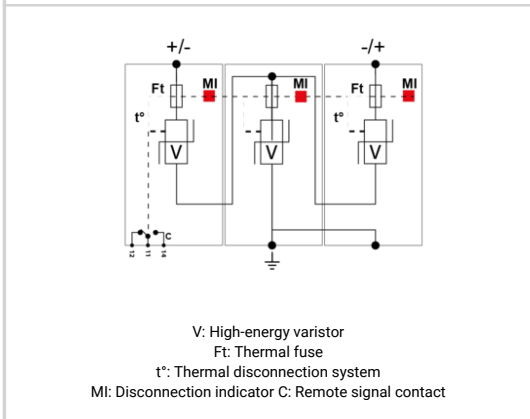 +/- -/+
Ft MI MI Ft MI
t° t°
V V V
C
12 11 14
V: High-energy varistor
Ft: Thermal fuse
t°: Thermal disconnection system
MI: Disconnection indicator C: Remote signal contact